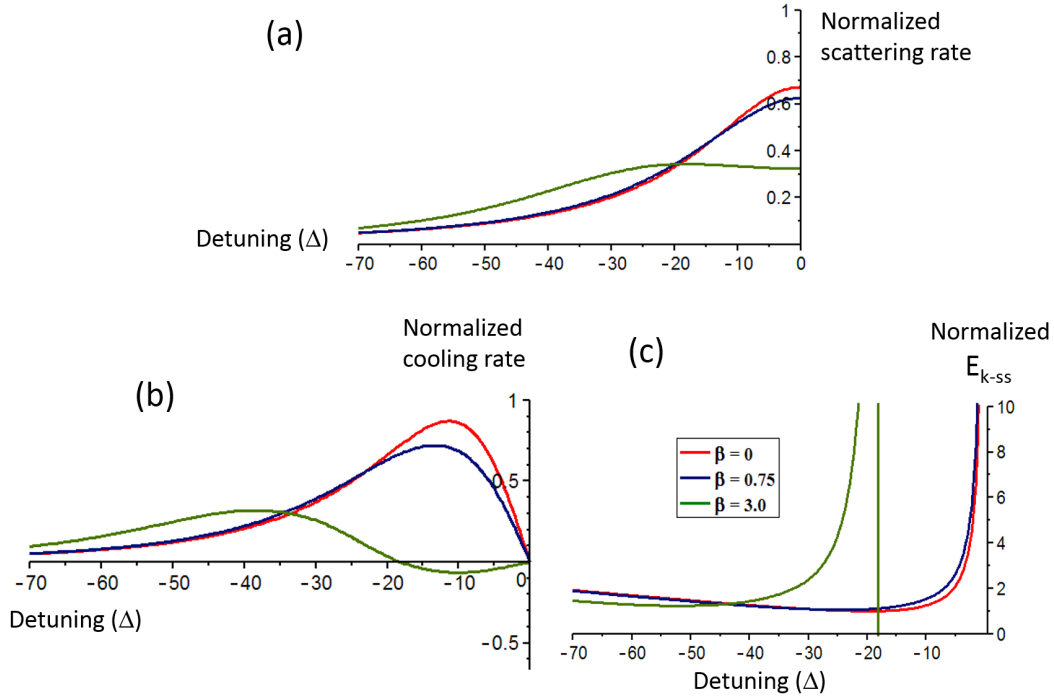 (a)
Normalized
scattering rate
1
0.8
0.6
0.4
0.2
Detuning (Δ)
-70 -60 -50 -40 -30 -20 -10 0
(b)
Normalized
cooling rate
1
0.5
-70 -60 -50 -40 -30 -20 -10 0
-0.5
Detuning (Δ)
(c)
Normalized
E k-ss
10
8
6
4
2
0
β = 0
β = 0.75
β = 3.0
-70 -60 -50 -40 -30 -20 -10
Detuning (Δ)